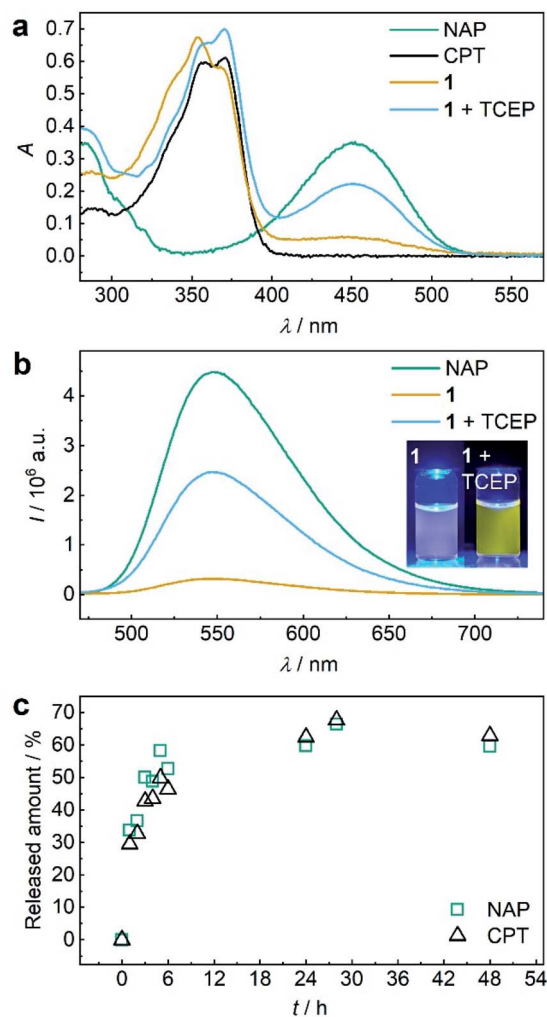 a
A
0.7
0.6
0.5
0.4
0.3
0.2
0.1
0.0
NAP
CPT
1
1 + TCEP
300 350 400 450 500 550
λ / nm
b
I / 10⁶ a.u.
4
2
0
NAP
1
1 + TCEP
1 1 +
TCEP
500 550 600 650 700
λ / nm
c
Released amount / %
70
60
50
40
30
20
10
0
NAP
CPT
0 6 12 18 24 30 36 42 48 54
t / h